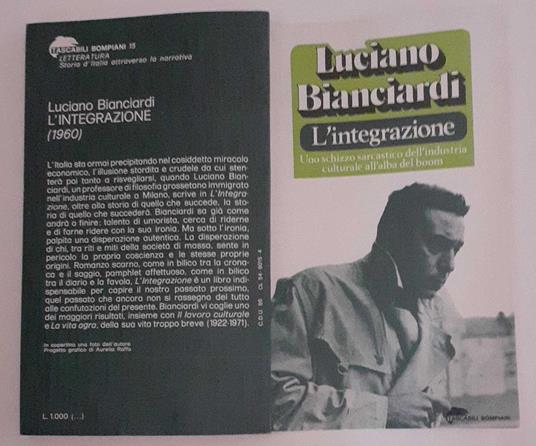 TASCABILI BOMPIANI 15
LETTERATURA
Storia d'Italia attraverso la narrativa
Luciano Bianciardi
L'INTEGRAZIONE
(1960)
L'Italia sta ormai precipitando nel cosiddetto miracolo
economico, l'illusione stordita e crudele da cui sten-
terà poi tanto a risvegliarsi, quando Luciano Bian-
ciardi, un professore di filosofia grossetano immigrato
nell'industria culturale a Milano, scrive in L'Integra-
zione, oltre alla storia di quello che succede, la sto-
ria di quello che succederà. Bianciardi sa già come
andrà a finire: talento di umorista, cerca di riderne
e di farne ridere con la sua ironia. Ma sotto l'ironia,
palpita una disperazione autentica. La disperazione
di chi, tra riti e miti della società di massa, sente in
pericolo la propria coscienza e le stesse proprie
origini. Romanzo scarno, come in bilico tra la crona-
ca e il saggio, pamphlet affettuoso, come in bilico
tra il diario e la favola, L'Integrazione è un libro indi-
spensabile per capire il nostro passato prossimo,
quel passato che ancora non si rassegna del tutto
alle confutazioni del presente. Bianciardi vi coglie uno
dei maggiori risultati, insieme con Il lavoro culturale
e La vita agra, della sua vita troppo breve (1922-1971).
In copertina una foto dell'autore
Progetto grafico di Aurelia Raffo
L. 1.000 (...)
C.D.U. 86 CL 54-6015-4
Luciano
Bianciardi
L'integrazione
Uno schizzo sarcastico dell'industria
culturale all'alba del boom
TASCABILI BOMPIANI